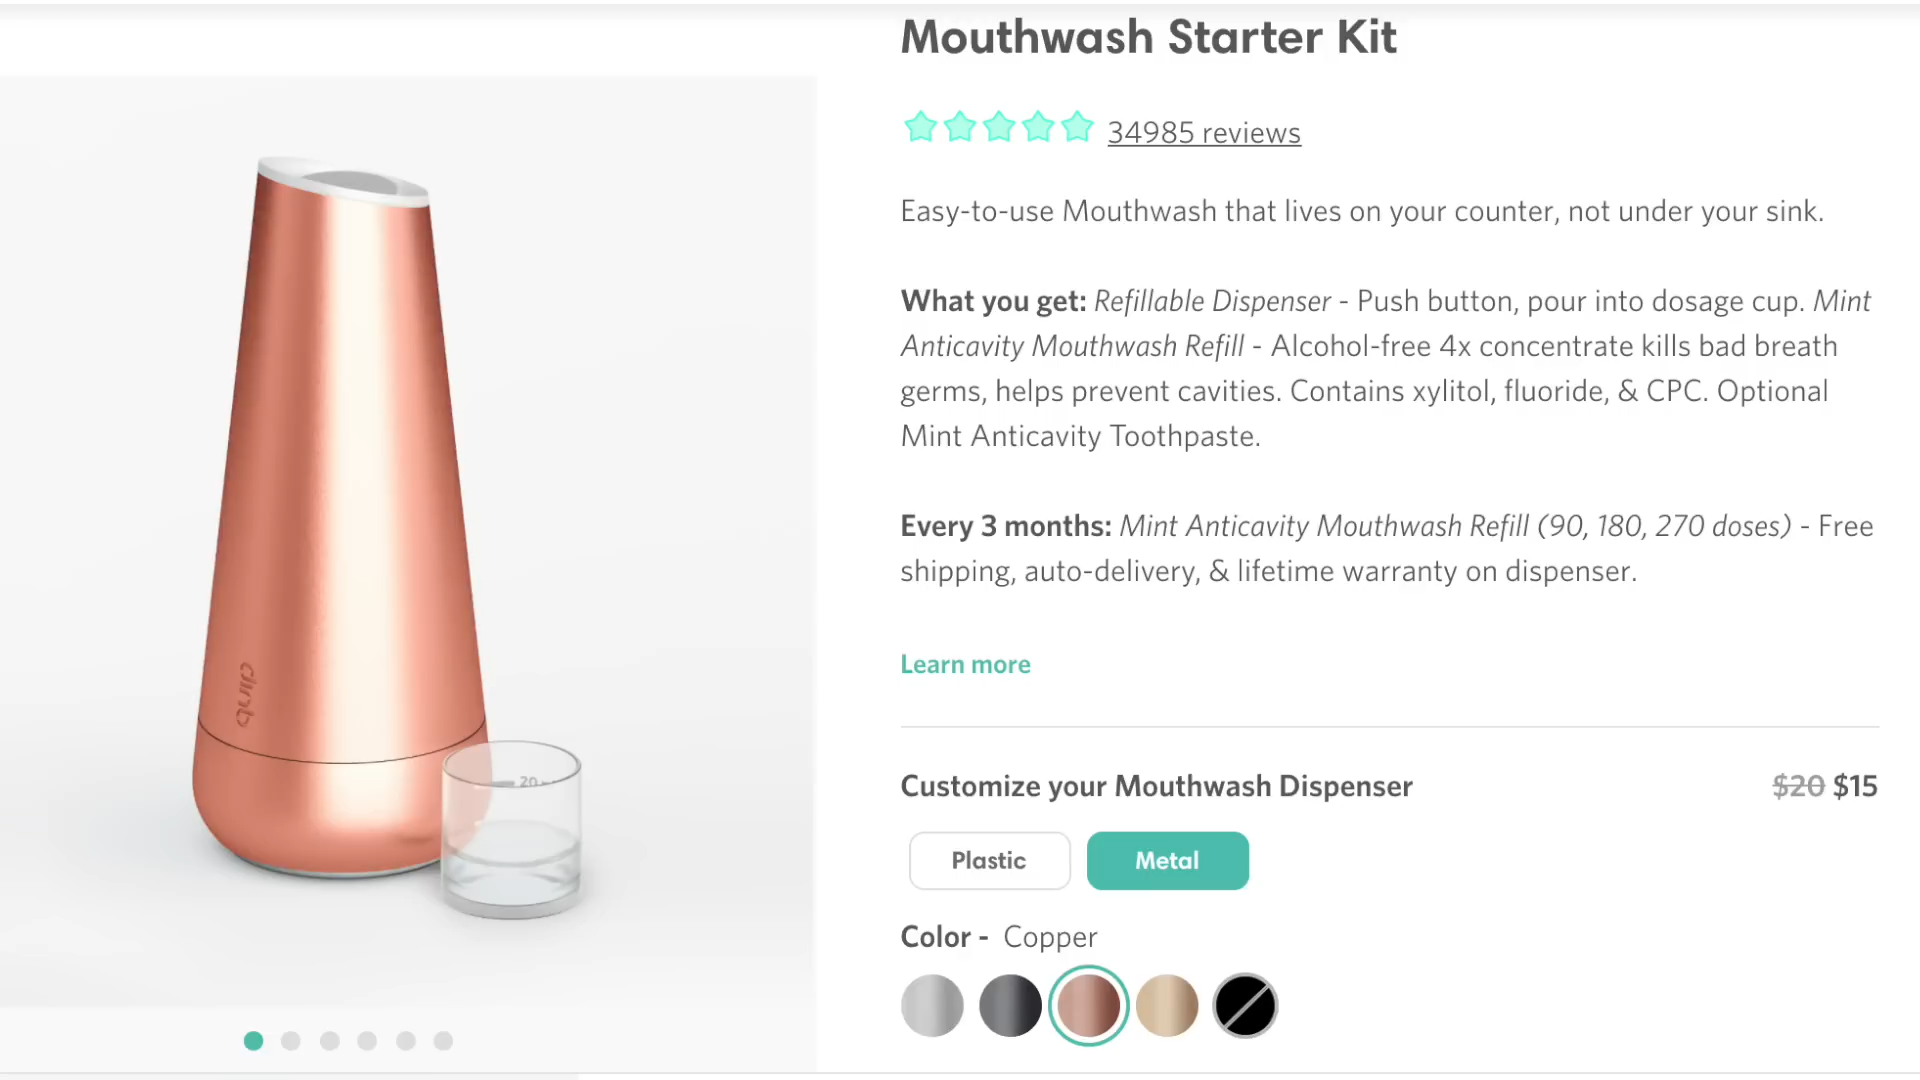 Mouthwash Starter Kit
34985 reviews
Easy-to-use Mouthwash that lives on your counter, not under your sink.
What you get: Refillable Dispenser - Push button, pour into dosage cup. Mint
Anticavity Mouthwash Refill - Alcohol-free 4x concentrate kills bad breath
germs, helps prevent cavities. Contains xylitol, fluoride, & CPC. Optional
Mint Anticavity Toothpaste.
Every 3 months: Mint Anticavity Mouthwash Refill (90, 180, 270 doses) - Free
shipping, auto-delivery, & lifetime warranty on dispenser.
Learn more
Customize your Mouthwash Dispenser $20 $15
Plastic Metal
Color - Copper
quip
20